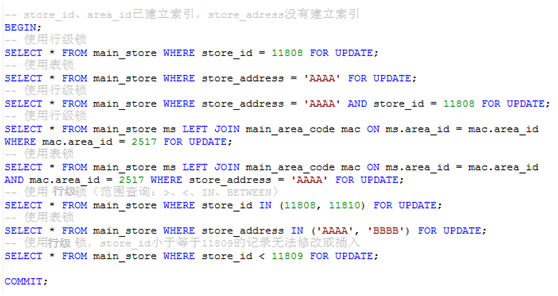 -- store_id、area_id已建立索引，store_adress没有建立索引
BEGIN;
-- 使用行级锁
SELECT * FROM main_store WHERE store_id = 11808 FOR UPDATE;
-- 使用表锁
SELECT * FROM main_store WHERE store_address = 'AAAA' FOR UPDATE;
-- 使用行级锁
SELECT * FROM main_store WHERE store_address = 'AAAA' AND store_id = 11808 FOR UPDATE;
-- 使用行级锁
SELECT * FROM main_store ms LEFT JOIN main_area_code mac ON ms.area_id = mac.area_id
WHERE mac.area_id = 2517 FOR UPDATE;
-- 使用表锁
SELECT * FROM main_store ms LEFT JOIN main_area_code mac ON ms.area_id = mac.area_id
AND mac.area_id = 2517 WHERE store_address = 'AAAA' FOR UPDATE;
-- 使用 行级锁（范围查询：>、<、IN、BETWEEN）
SELECT * FROM main_store WHERE store_id IN (11808, 11810) FOR UPDATE;
-- 使用表锁
SELECT * FROM main_store WHERE store_address IN ('AAAA', 'BBBB') FOR UPDATE;
-- 使用行级 锁，store_id小于等于11809的记录无法修改或插入
SELECT * FROM main_store WHERE store_id < 11809 FOR UPDATE;
COMMIT;